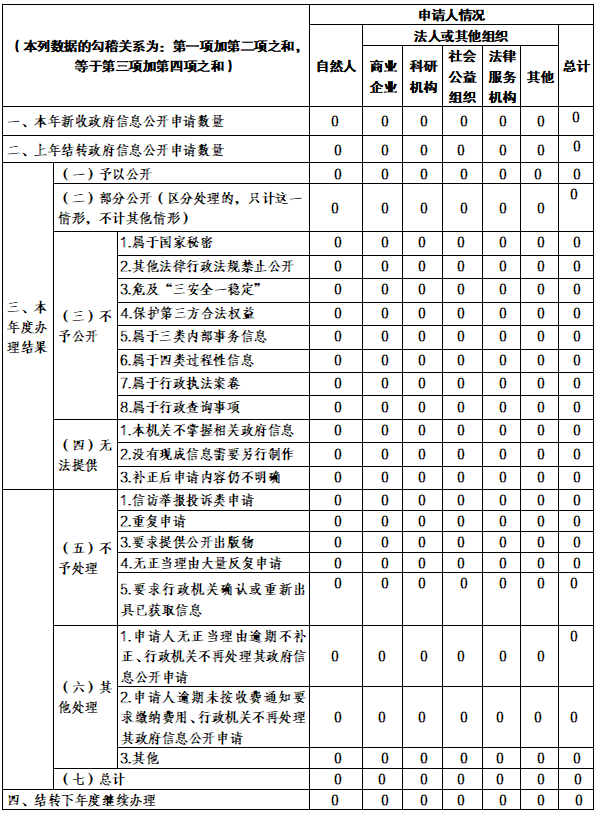 （本列数据的勾稽关系为：第一项加第二项之和，
等于第三项加第四项之和）
申请人情况
自然人
法人或其他组织
总计
商业
企业
科研
机构
社会
公益
组织
法律
服务
机构
其他
一、本年新收政府信息公开申请数量 0 0 0 0 0 0 0
二、上年结转政府信息公开申请数量 0 0 0 0 0 0 0
三、本
年度办
理结果
（一）予以公开 0 0 0 0 0 0 0
（二）部分公开（区分处理的，只计这一
情形，不计其他情形） 0 0 0 0 0 0 0
（三）不
予公开
1.属于国家秘密 0 0 0 0 0 0 0
2.其他法律行政法规禁止公开 0 0 0 0 0 0 0
3.危及“三安全一稳定” 0 0 0 0 0 0 0
4.保护第三方合法权益 0 0 0 0 0 0 0
5.属于三类内部事务信息 0 0 0 0 0 0 0
6.属于四类过程性信息 0 0 0 0 0 0 0
7.属于行政执法案卷 0 0 0 0 0 0 0
8.属于行政查询事项 0 0 0 0 0 0 0
（四）无
法提供
1.本机关不掌握相关政府信息 0 0 0 0 0 0 0
2.没有现成信息需要另行制作 0 0 0 0 0 0 0
3.补正后申请内容仍不明确 0 0 0 0 0 0 0
（五）不
予处理
1.信访举报投诉类申请 0 0 0 0 0 0 0
2.重复申请 0 0 0 0 0 0 0
3.要求提供公开出版物 0 0 0 0 0 0 0
4.无正当理由大量反复申请 0 0 0 0 0 0 0
5.要求行政机关确认或重新出
具已获取信息 0 0 0 0 0 0 0
（六）其
他处理
1.申请人无正当理由逾期不补
正、行政机关不再处理其政府信
息公开申请 0 0 0 0 0 0 0
2.申请人逾期未按收费通知要
求缴纳费用、行政机关不再处理
其政府信息公开申请 0 0 0 0 0 0 0
3.其他 0 0 0 0 0 0 0
（七）总计 0 0 0 0 0 0 0
四、结转下年度继续办理 0 0 0 0 0 0 0